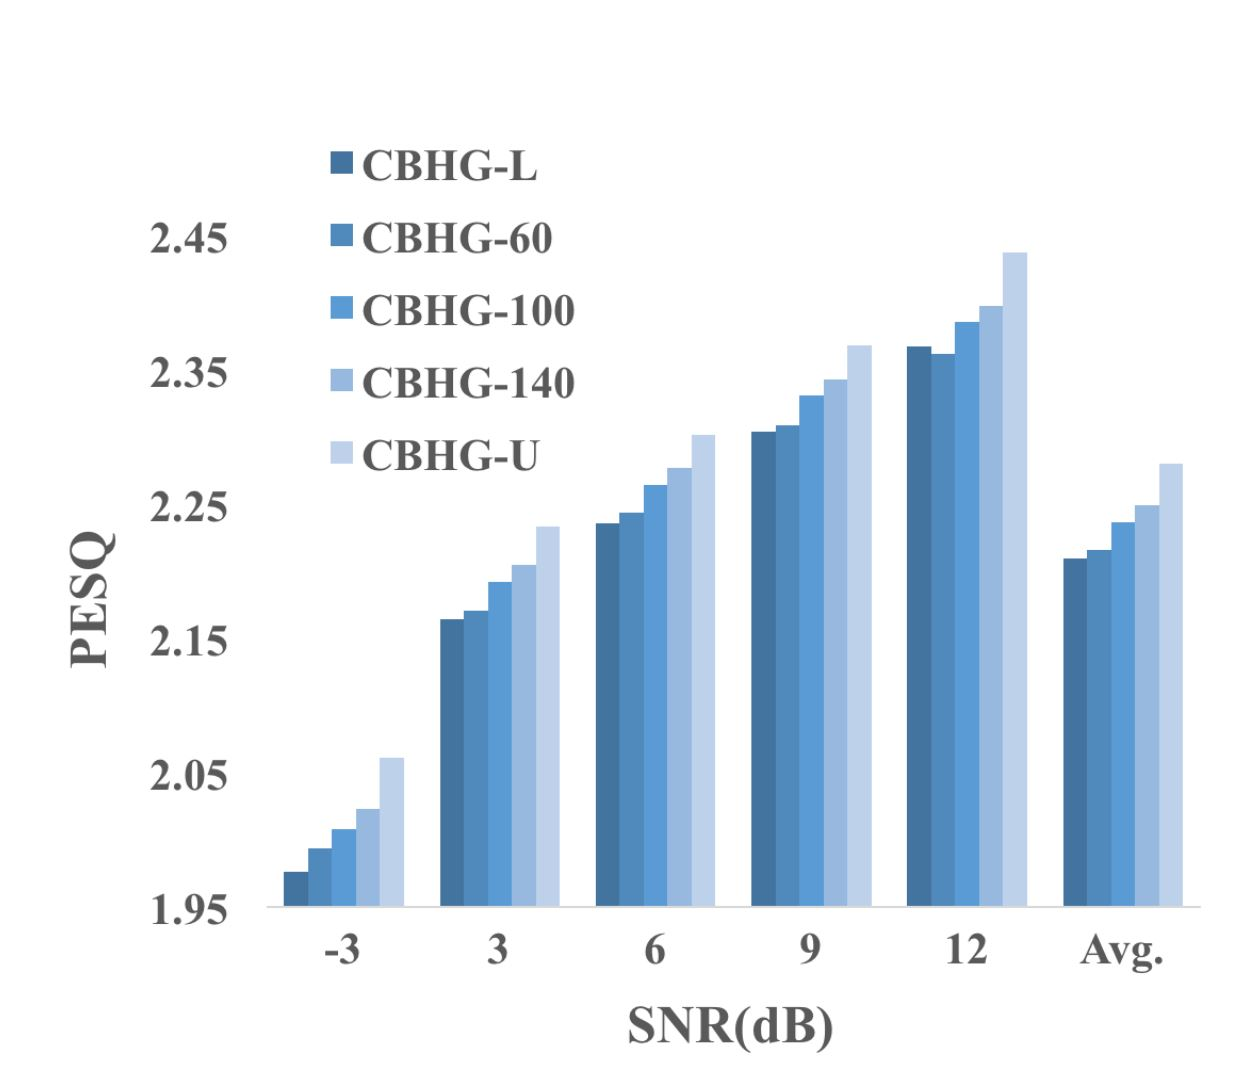 CBHG-L
CBHG-60
CBHG-100
CBHG-140
CBHG-U
2.45
2.35
2.25
2.15
2.05
1.95
PESQ
-3 3 6 9 12 Avg.
SNR(dB)